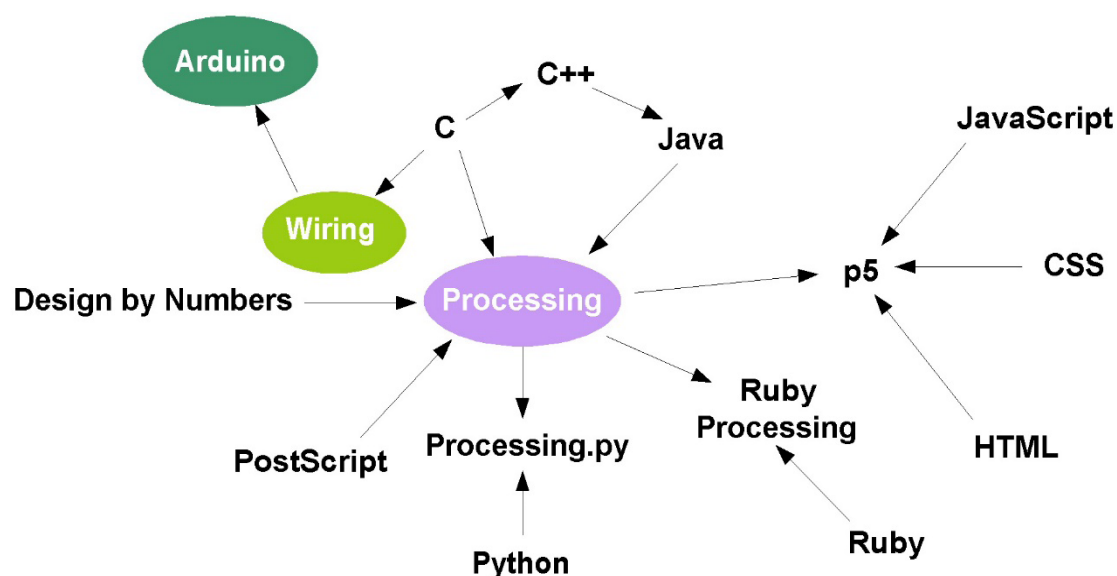 Arduino
C++
C
Java
JavaScript
Wiring
p5
CSS
Design by Numbers
Processing
Ruby
Processing
PostScript
Processing.py
HTML
Python
Ruby